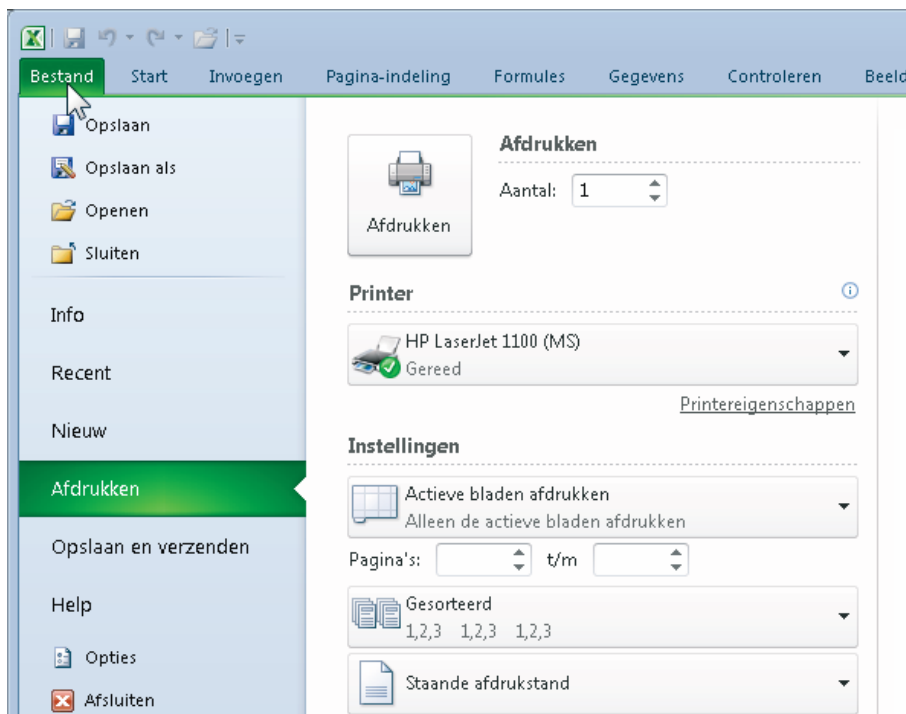 Bestand Start Invoegen Pagina-indeling Formules Gegevens Controleren Beeld
Opslaan
Opslaan als
Openen
Sluiten
Info
Recent
Nieuw
Afdrukken
Opslaan en verzenden
Help
Opties
Afsluiten
Afdrukken
Afdrukken
Aantal: 1
Printer
HP LaserJet 1100 (MS)
Gereed
Printereigenschappen
Instellingen
Actieve bladen afdrukken
Alleen de actieve bladen afdrukken
Pagina's: t/m
Gesorteerd
1,2,3 1,2,3 1,2,3
Staande afdrukstand